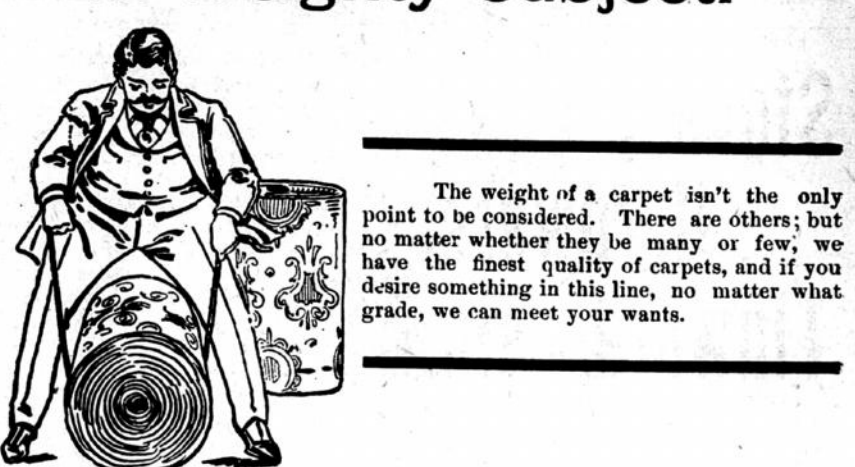 Subject.
The weight of a carpet isn't the only
point to be considered. There are others; but
no matter whether they be many or few, we
have the finest quality of carpets, and if you
desire something in this line, no matter what
grade, we can meet your wants.